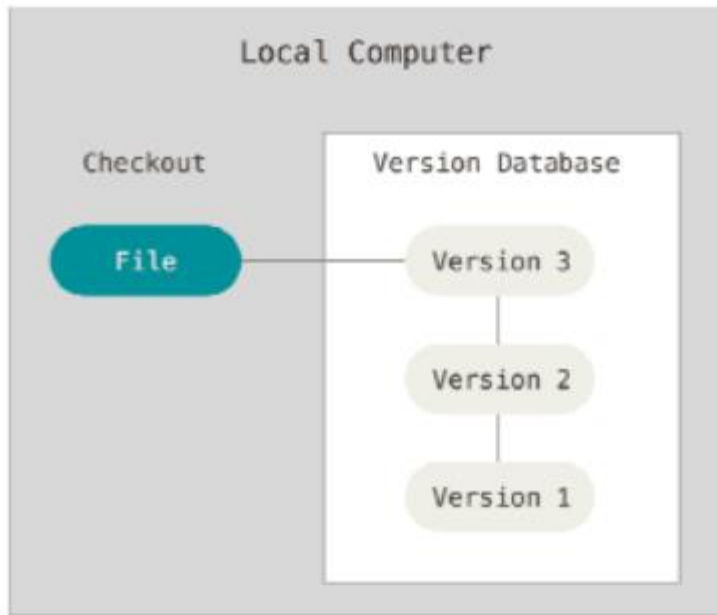 Local Computer
Checkout
Version Database
File
Version 3
Version 2
Version 1